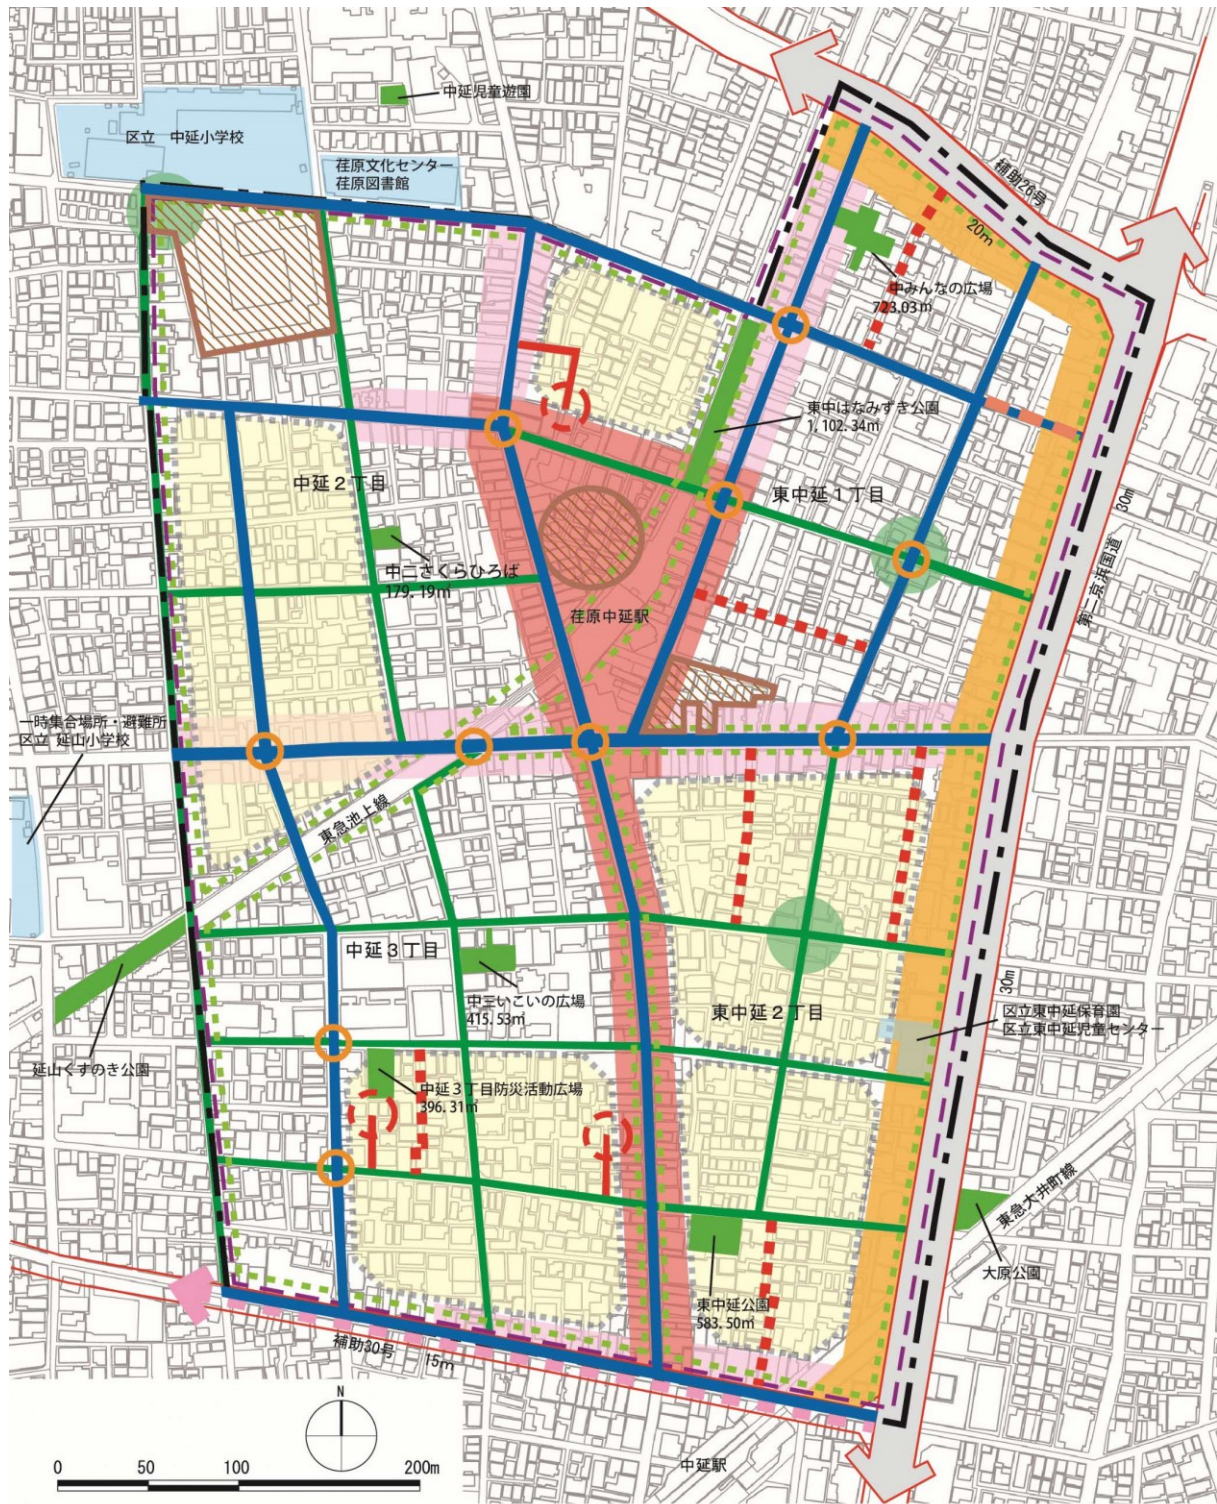 中延児童遊園
区立　中延小学校
荏原文化センター
荏原図書館
補助26号
20m
中みんなの広場
723.03㎡
東中はなみずき公園
1,102.34㎡
中延２丁目
東中延１丁目
30m
中二さくらひろば
179.19㎡
第一京浜国道
荏原中延駅
一時集合場所・避難所
区立 延山小学校
東急池上線
中延３丁目
30m
中三いこいの広場
415.53㎡
東中延２丁目
区立東中延保育園
区立東中延児童センター
延山くすのき公園
中延３丁目防災活動広場
396.31㎡
東急大井町線
大原公園
東中延公園
583.50㎡
補助30号
15m
N
中延駅
0 50 100 200m